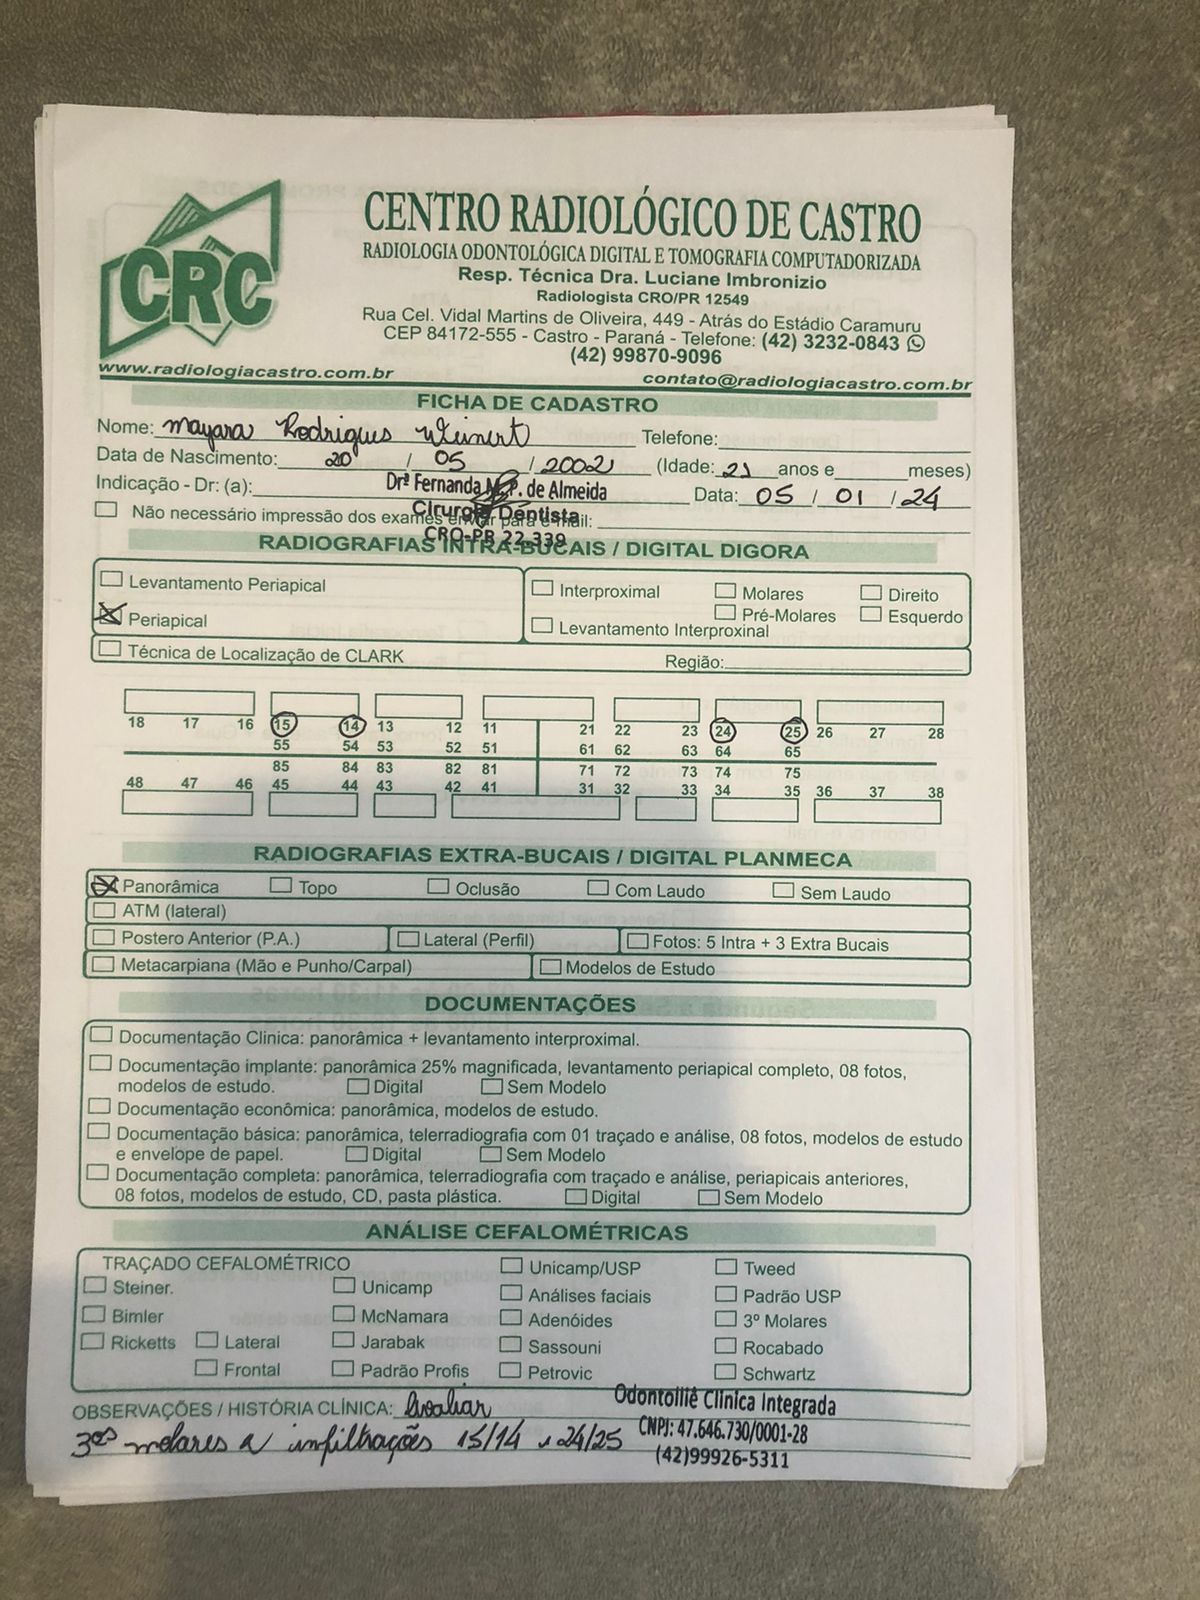 CRC
CENTRO RADIOLÓGICO DE CASTRO
RADIOLOGIA ODONTOLÓGICA DIGITAL E TOMOGRAFIA COMPUTADORIZADA
Resp. Técnica Dra. Luciane Imbronizio
Radiologista CRO/PR 12549
Rua Cel. Vidal Martins de Oliveira, 449 - Atrás do Estádio Caramuru
CEP 84172-555 - Castro - Paraná - Telefone: (42) 3232-0843
(42) 99870-9096
www.radiologiacastro.com.br contato@radiologiacastro.com.br
FICHA DE CADASTRO
Nome: Mayara Rodrigues Weinert Telefone:
Data de Nascimento: 20 / 05 / 2002 (Idade: 21 anos e meses)
Indicação - Dr: (a): Drª Fernanda de Almeida Data: 05 / 01 / 24
Cirurgiã Dentista
Não necessário impressão dos exames enviar para e-mail:
CRO-PR 22.339
RADIOGRAFIAS INTRA-BUCAIS / DIGITAL DIGORA
Levantamento Periapical Interproximal Molares Direito
Periapical Pré-Molares Esquerdo
Levantamento Interproxinal
Técnica de Localização de CLARK Região:
18 17 16 15 14 13 12 11 21 22 23 24 25 26 27 28
55 54 53 52 51 61 62 63 64 65
85 84 83 82 81 71 72 73 74 75
48 47 46 45 44 43 42 41 31 32 33 34 35 36 37 38
RADIOGRAFIAS EXTRA-BUCAIS / DIGITAL PLANMECA
Panorâmica Topo Oclusão Com Laudo Sem Laudo
ATM (lateral)
Postero Anterior (P.A.) Lateral (Perfil) Fotos: 5 Intra + 3 Extra Bucais
Metacarpiana (Mão e Punho/Carpal) Modelos de Estudo
DOCUMENTAÇÕES
Documentação Clinica: panorâmica + levantamento interproximal.
Documentação implante: panorâmica 25% magnificada, levantamento periapical completo, 08 fotos,
modelos de estudo. Digital Sem Modelo
Documentação econômica: panorâmica, modelos de estudo.
Documentação básica: panorâmica, telerradiografia com 01 traçado e análise, 08 fotos, modelos de estudo
e envelope de papel. Digital Sem Modelo
Documentação completa: panorâmica, telerradiografia com traçado e análise, periapicais anteriores,
08 fotos, modelos de estudo, CD, pasta plástica. Digital Sem Modelo
ANÁLISE CEFALOMÉTRICAS
TRAÇADO CEFALOMÉTRICO Unicamp/USP Tweed
Steiner. Unicamp Análises faciais Padrão USP
Bimler McNamara Adenóides 3º Molares
Ricketts Lateral Jarabak Sassouni Rocabado
Frontal Padrão Profis Petrovic Schwartz
OBSERVAÇÕES / HISTÓRIA CLÍNICA: Avaliar
3ºs molares e infiltrações 15/14 , 24/25
Odontolliê Clinica Integrada
CNPJ: 47.646.730/0001-28
(42)99926-5311